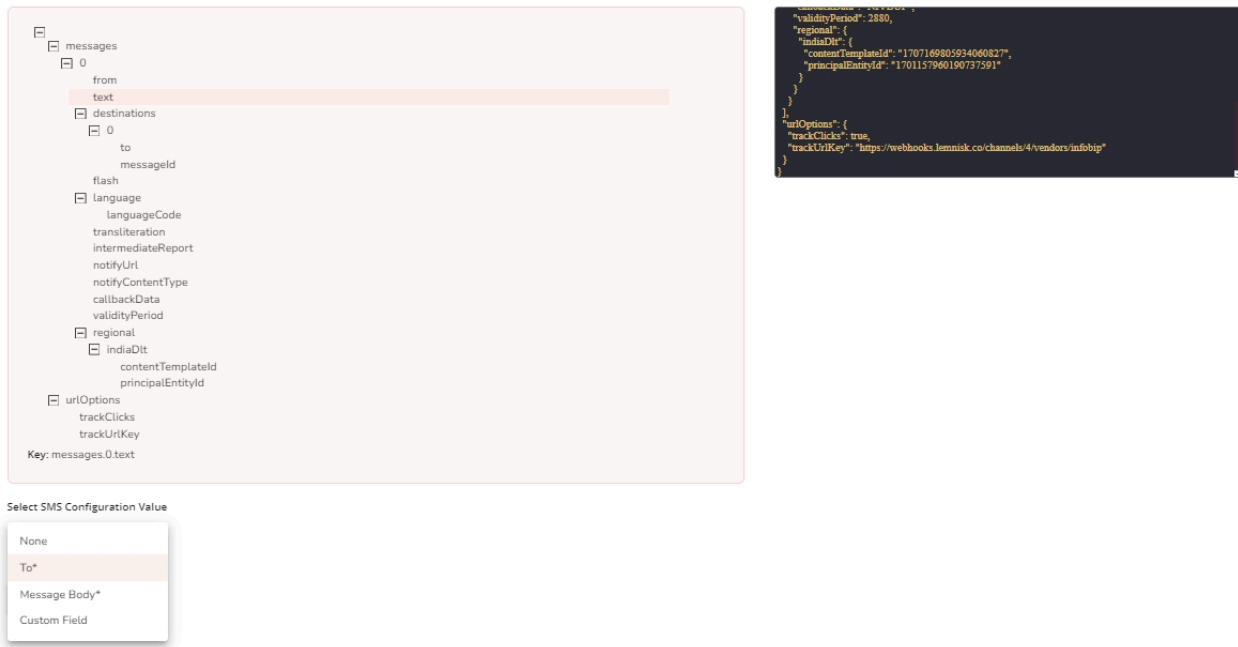 messages
0
from
text
destinations
0
to
messageId
flash
language
languageCode
transliteration
intermediateReport
notifyUrl
notifyContentType
callbackData
validityPeriod
regional
indiaDlt
contentTemplateId
principalEntityId
urlOptions
trackClicks
trackUrlKey
Key: messages.0.text
Select SMS Configuration Value
None
To*
Message Body*
Custom Field
"validityPeriod": 2880,
"regional": {
"indiaDlt": {
"contentTemplateId": "1707169805934060827",
"principalEntityId": "1701157960190737591"
}
}
}
],
"urlOptions": {
"trackClicks": true,
"trackUrlKey": "https://webhooks.lemnisk.co/channels/4/vendors/infobip"
}
}